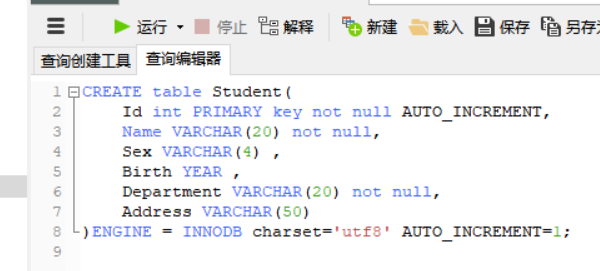 运行 停止 解释 新建 载入 保存 另存为
查询创建工具 查询编辑器
1 CREATE table Student(
2 Id int PRIMARY key not null AUTO_INCREMENT,
3 Name VARCHAR(20) not null,
4 Sex VARCHAR(4) ,
5 Birth YEAR ,
6 Department VARCHAR(20) not null,
7 Address VARCHAR(50)
8 )ENGINE = INNODB charset='utf8' AUTO_INCREMENT=1;
9